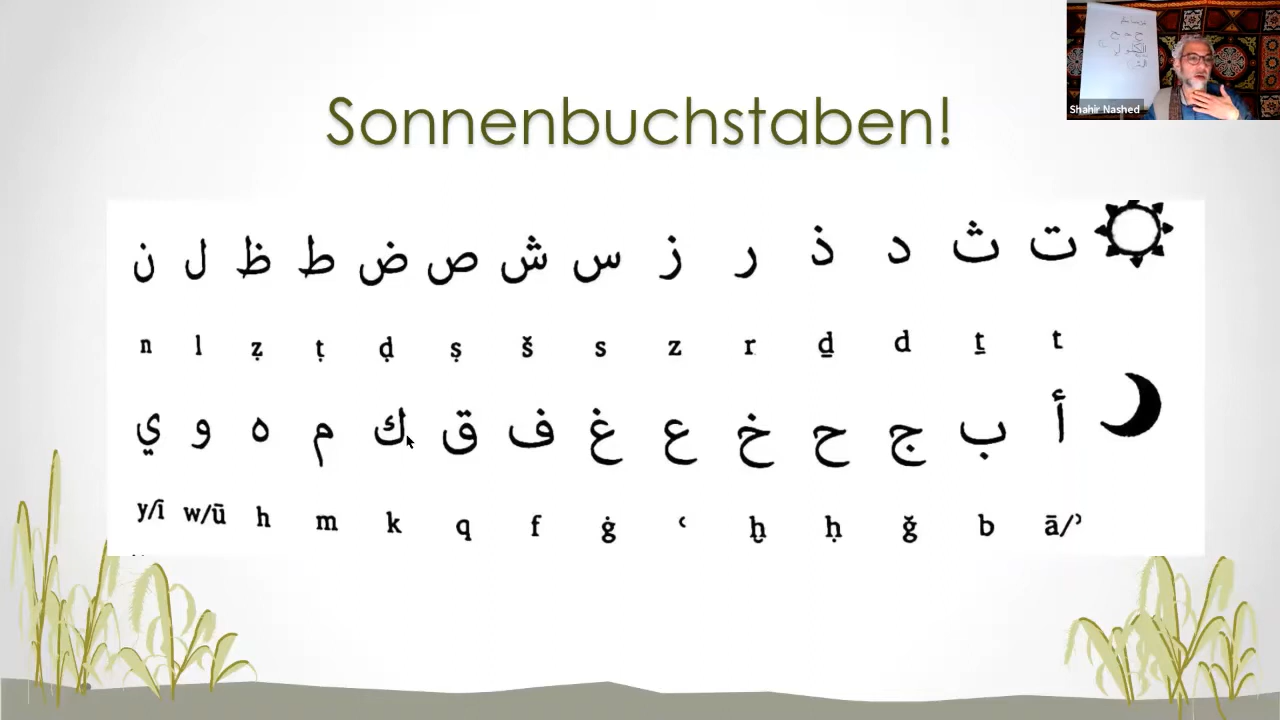 Sonnenbuchstaben!
ت ث د ذ ر ز س ش ص ض ط ظ ل ن
t ṯ d ḏ r z s š ṣ ḍ ṭ ẓ l n
أ ب ج ح خ ع غ ف ق ك م ه و ي
ā/ʾ b ǧ ḥ ḫ ʿ ġ f q k m h w/ū y/ī
Shahir Nashed